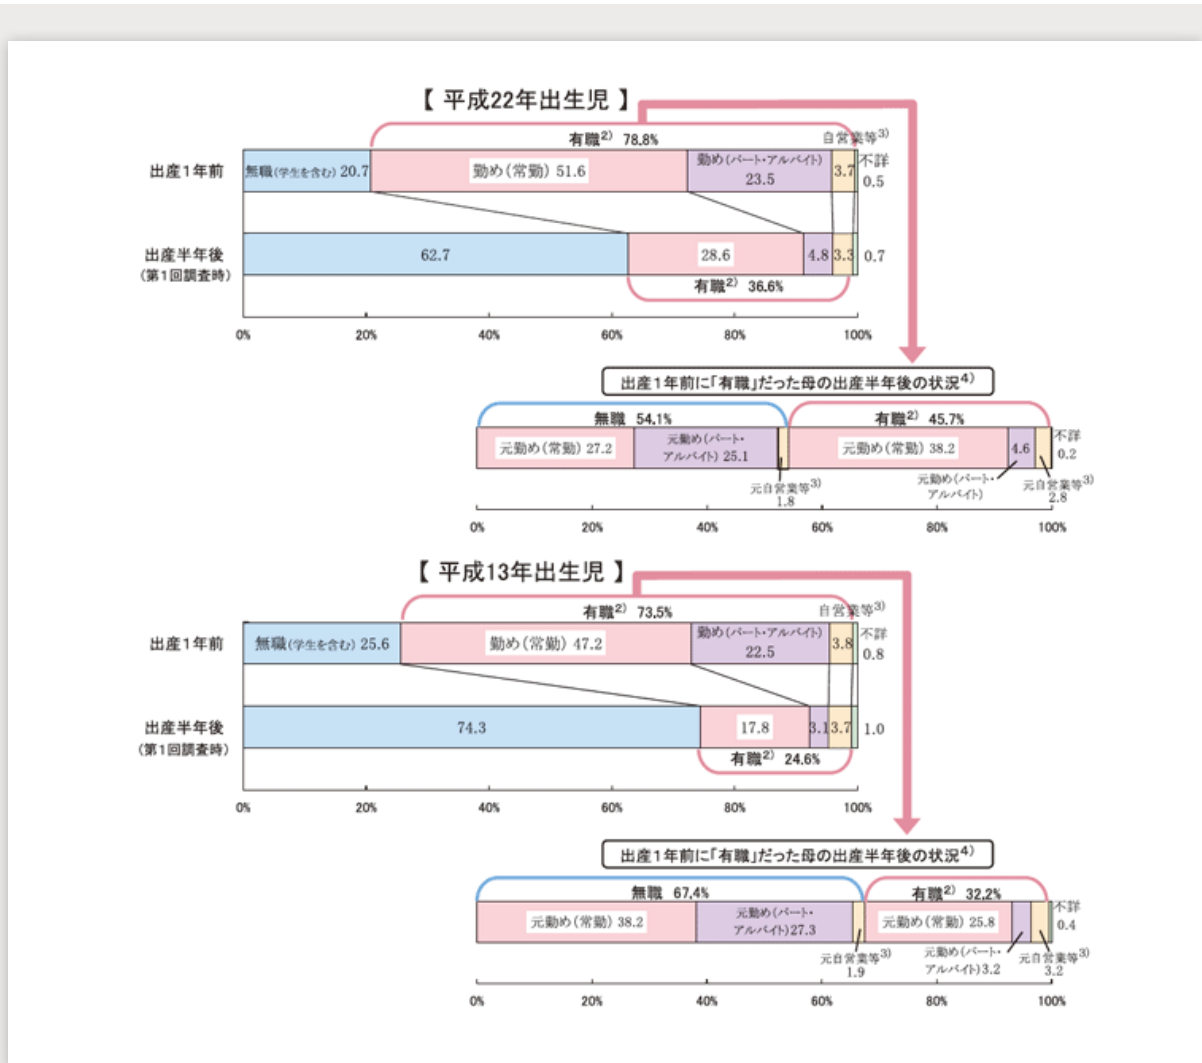 【 平成22年出生児 】
有職2) 78.8%
自営業等3)
出産1年前
無職(学生を含む) 20.7
勤め(常勤) 51.6
勤め(パート・アルバイト)
23.5
3.7
不詳
0.5
出産半年後
(第1回調査時)
62.7
28.6
4.8
3.3
0.7
有職2) 36.6%
0%
20%
40%
60%
80%
100%
出産1年前に「有職」だった母の出産半年後の状況4)
無職 54.1%
有職2) 45.7%
元勤め(常勤) 27.2
元勤め(パート・
アルバイト) 25.1
元勤め(常勤) 38.2
4.6
不詳
0.2
元自営業等3)
1.8
元勤め(パート・
アルバイト)
元自営業等3)
2.8
0%
20%
40%
60%
80%
100%
【 平成13年出生児 】
有職2) 73.5%
自営業等3)
出産1年前
無職(学生を含む) 25.6
勤め(常勤) 47.2
勤め(パート・アルバイト)
22.5
3.8
不詳
0.8
出産半年後
(第1回調査時)
74.3
17.8
3.1
3.7
1.0
有職2) 24.6%
0%
20%
40%
60%
80%
100%
出産1年前に「有職」だった母の出産半年後の状況4)
無職 67.4%
有職2) 32.2%
元勤め(常勤) 38.2
元勤め(パート・
アルバイト)27.3
元勤め(常勤) 25.8
不詳
0.4
元自営業等3)
1.9
元勤め(パート・
アルバイト)3.2
元自営業等3)
3.2
0%
20%
40%
60%
80%
100%